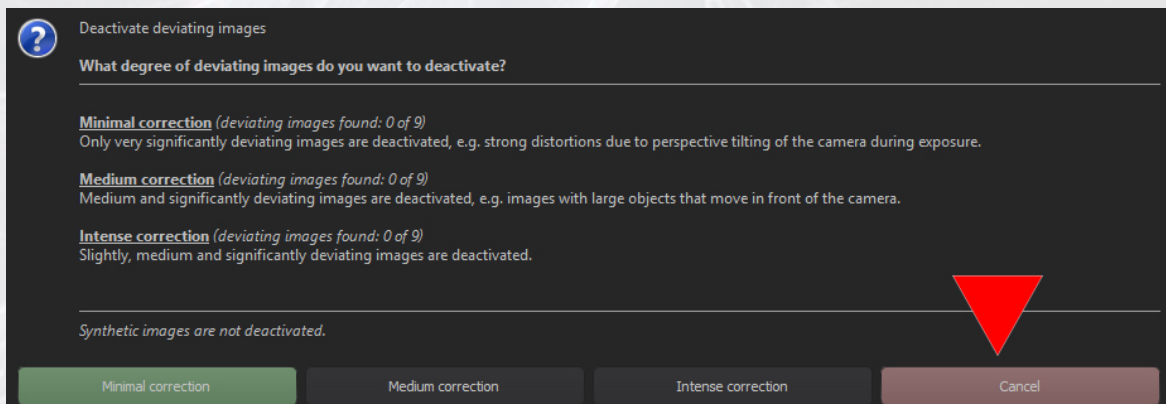 Deactivate deviating images
What degree of deviating images do you want to deactivate?
Minimal correction (deviating images found: 0 of 9)
Only very significantly deviating images are deactivated, e.g. strong distortions due to perspective tilting of the camera during exposure.
Medium correction (deviating images found: 0 of 9)
Medium and significantly deviating images are deactivated, e.g. images with large objects that move in front of the camera.
Intense correction (deviating images found: 0 of 9)
Slightly, medium and significantly deviating images are deactivated.
Synthetic images are not deactivated.
Minimal correction Medium correction Intense correction Cancel